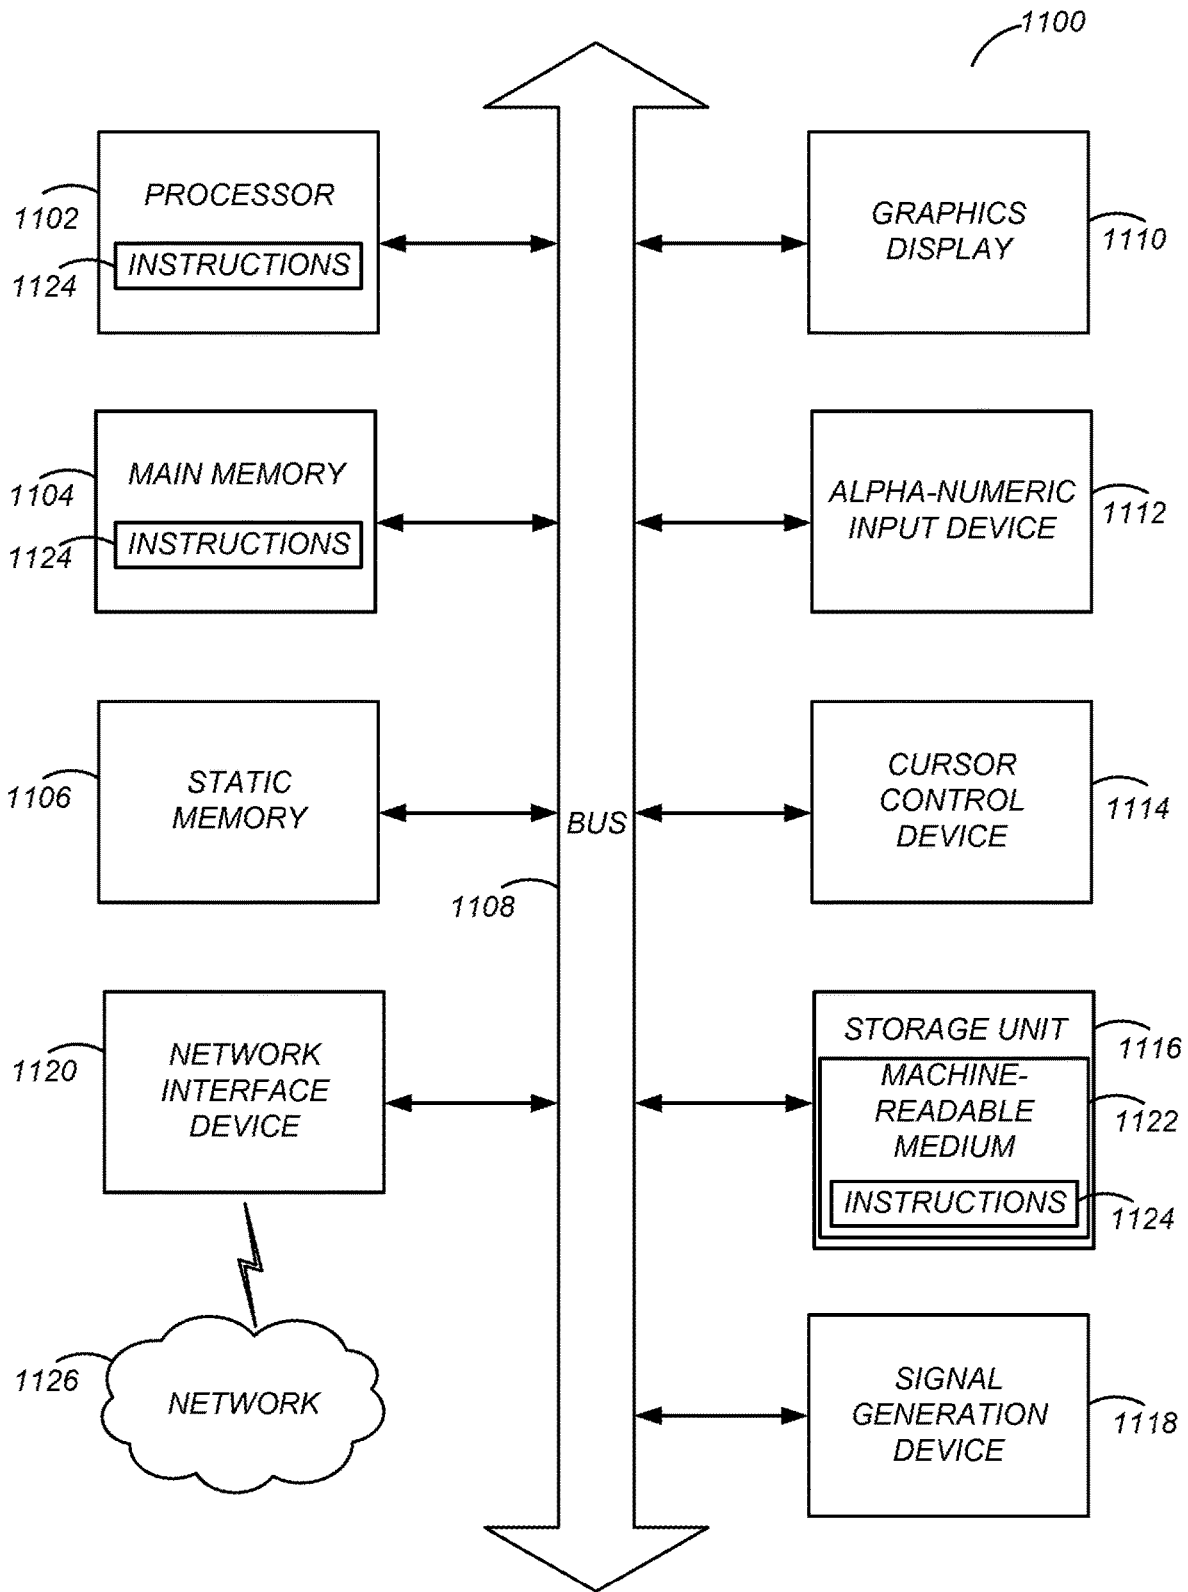 1100
PROCESSOR
1102
INSTRUCTIONS
1124
GRAPHICS
DISPLAY
1110
MAIN MEMORY
1104
INSTRUCTIONS
1124
ALPHA-NUMERIC
INPUT DEVICE
1112
STATIC
MEMORY
1106
BUS
1108
CURSOR
CONTROL
DEVICE
1114
NETWORK
INTERFACE
DEVICE
1120
STORAGE UNIT
1116
MACHINE-
READABLE
MEDIUM
1122
INSTRUCTIONS
1124
1126
NETWORK
SIGNAL
GENERATION
DEVICE
1118